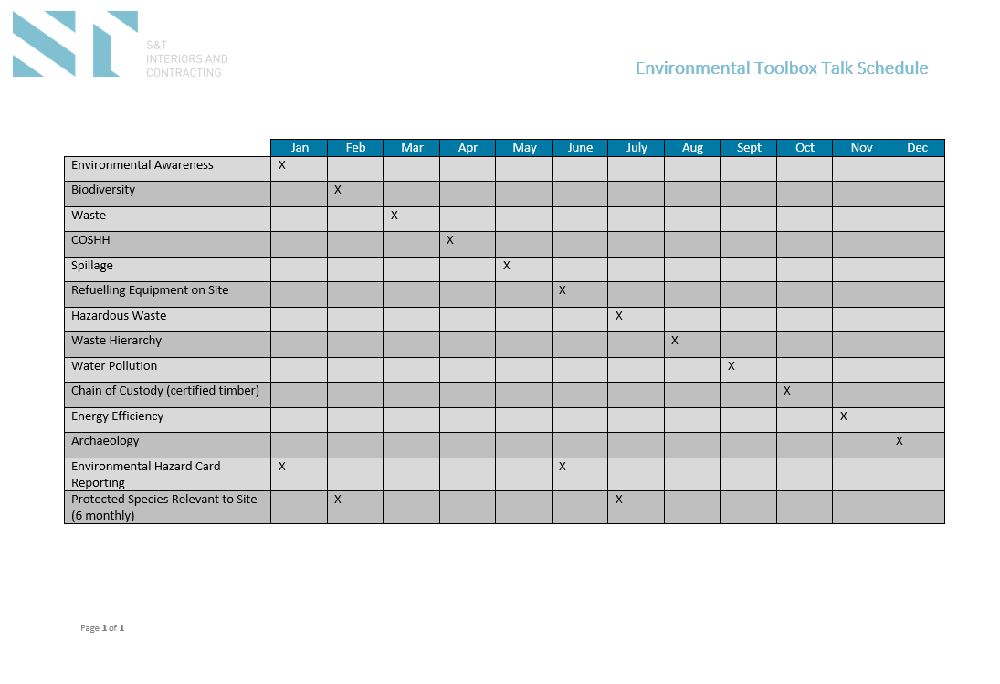 ST
S&T
INTERIORS AND
CONTRACTING
Environmental Toolbox Talk Schedule
Jan Feb Mar Apr May June July Aug Sept Oct Nov Dec
Environmental Awareness X
Biodiversity X
Waste X
COSHH X
Spillage X
Refuelling Equipment on Site X
Hazardous Waste X
Waste Hierarchy X
Water Pollution X
Chain of Custody (certified timber) X
Energy Efficiency X
Archaeology X
Environmental Hazard Card X X
Reporting
Protected Species Relevant to Site X X
(6 monthly)
Page 1 of 1